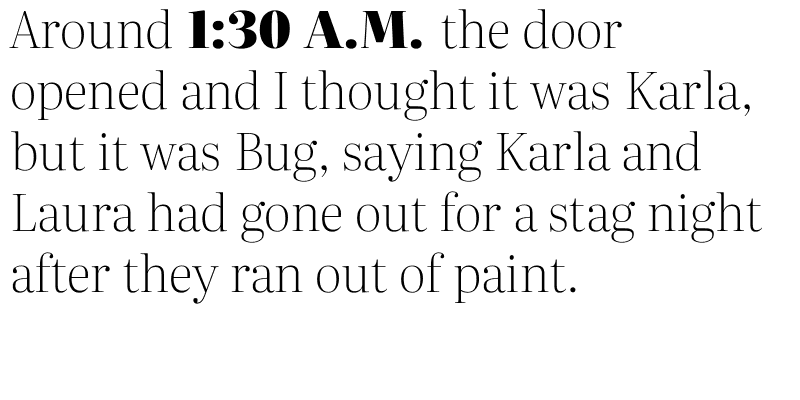 Around 1:30 A.M. the door
opened and I thought it was Karla,
but it was Bug, saying Karla and
Laura had gone out for a stag night
after they ran out of paint.